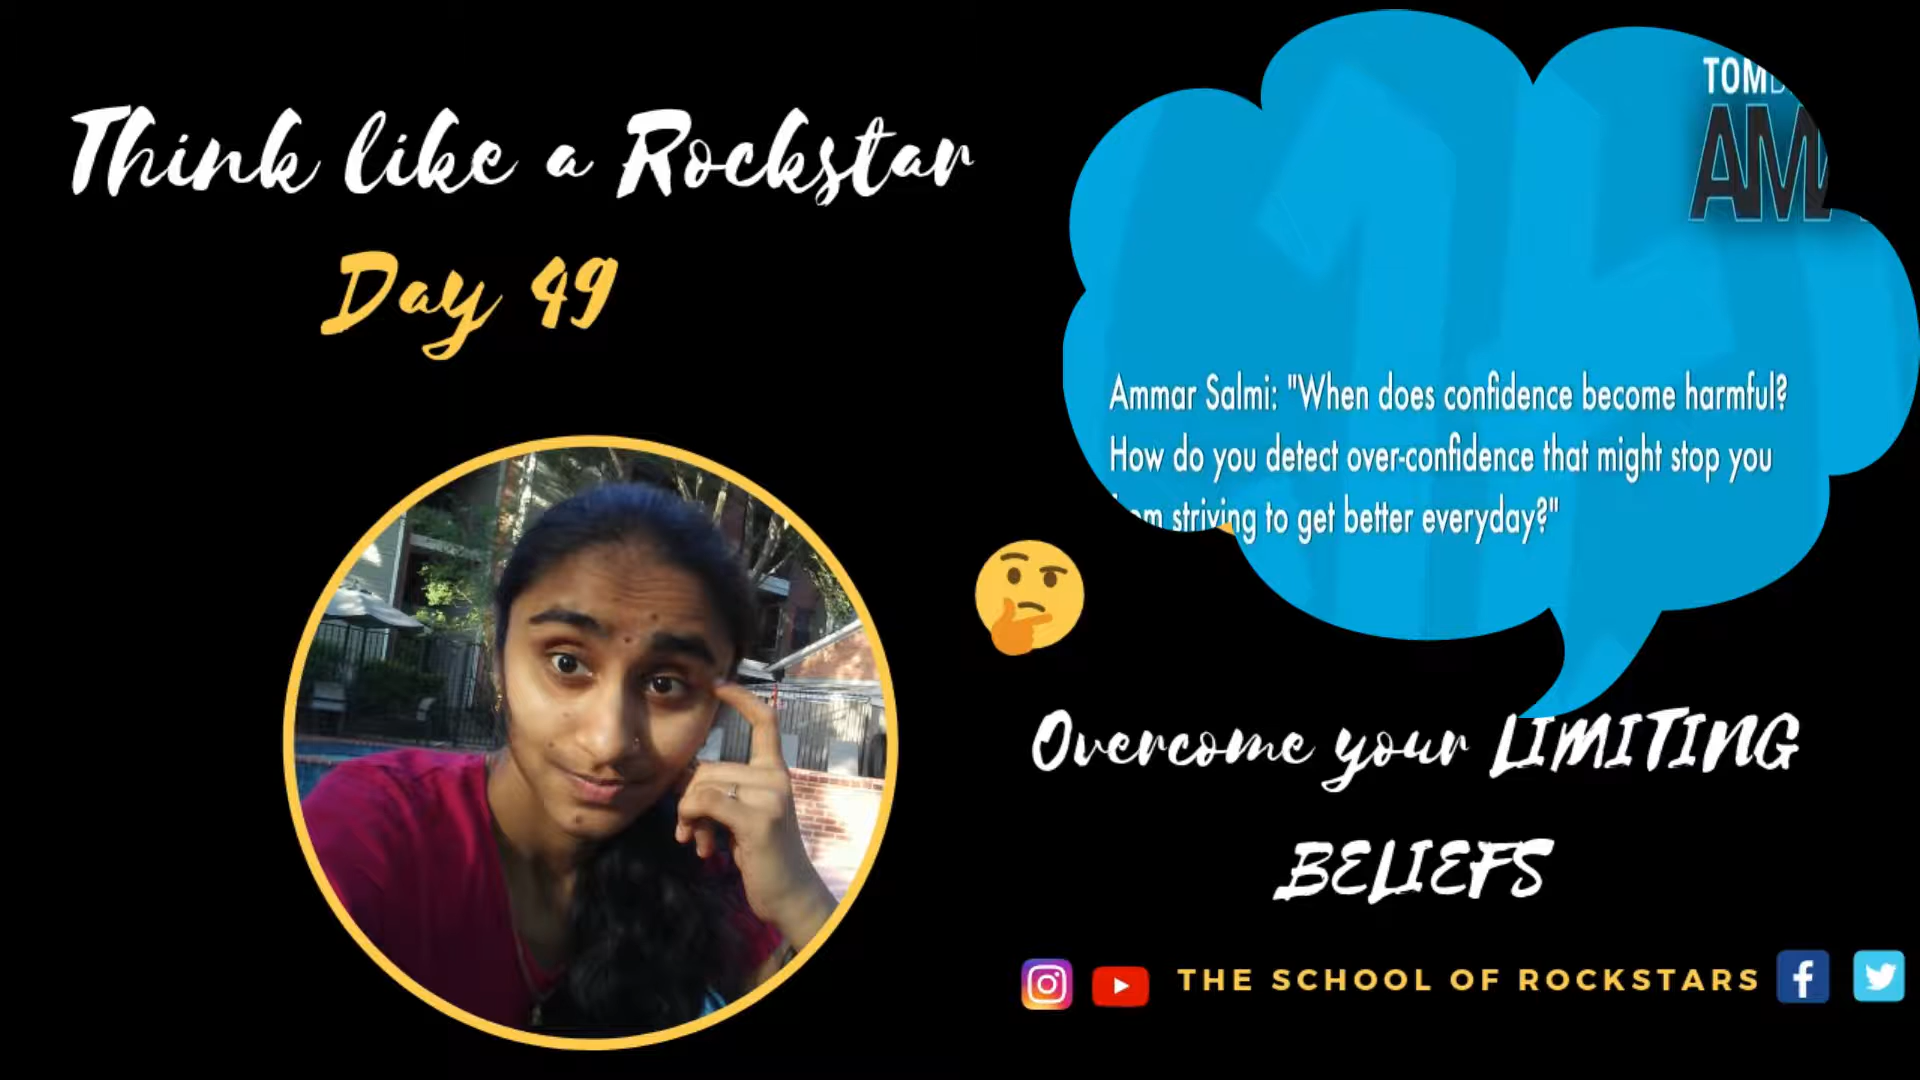 Think like a Rockstar
Day 49
TOM
Ammar Salmi: "When does confidence become harmful?
How do you detect over-confidence that might stop you
striving to get better everyday?"
Overcome your LIMITING
BELIEFS
THE SCHOOL OF ROCKSTARS